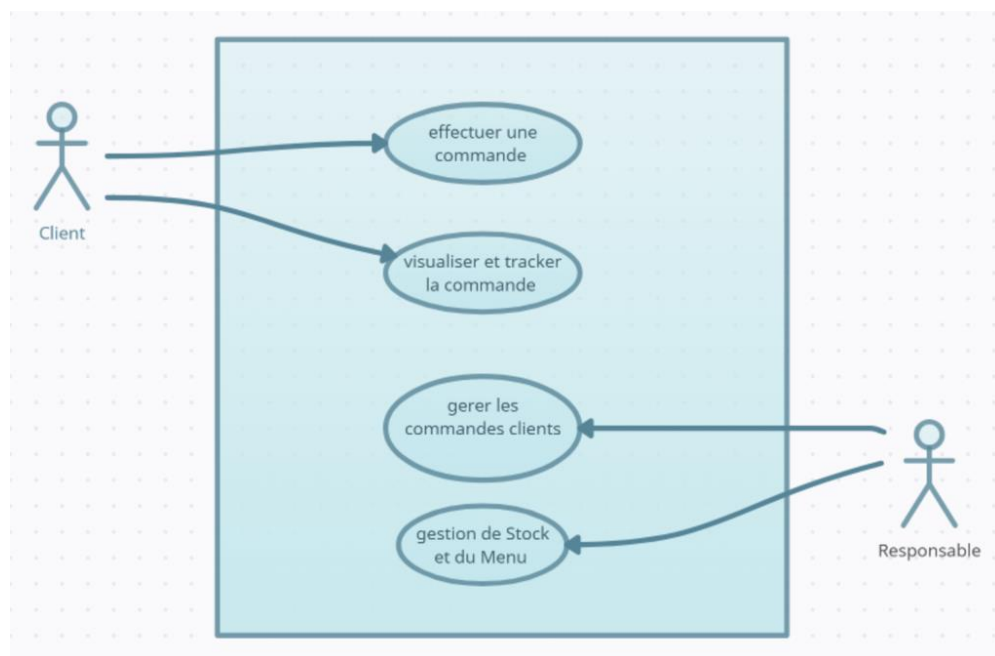 effectuer une
commande
Client
visualiser et tracker
la commande
gerer les
commandes clients
gestion de Stock
et du Menu
Responsable